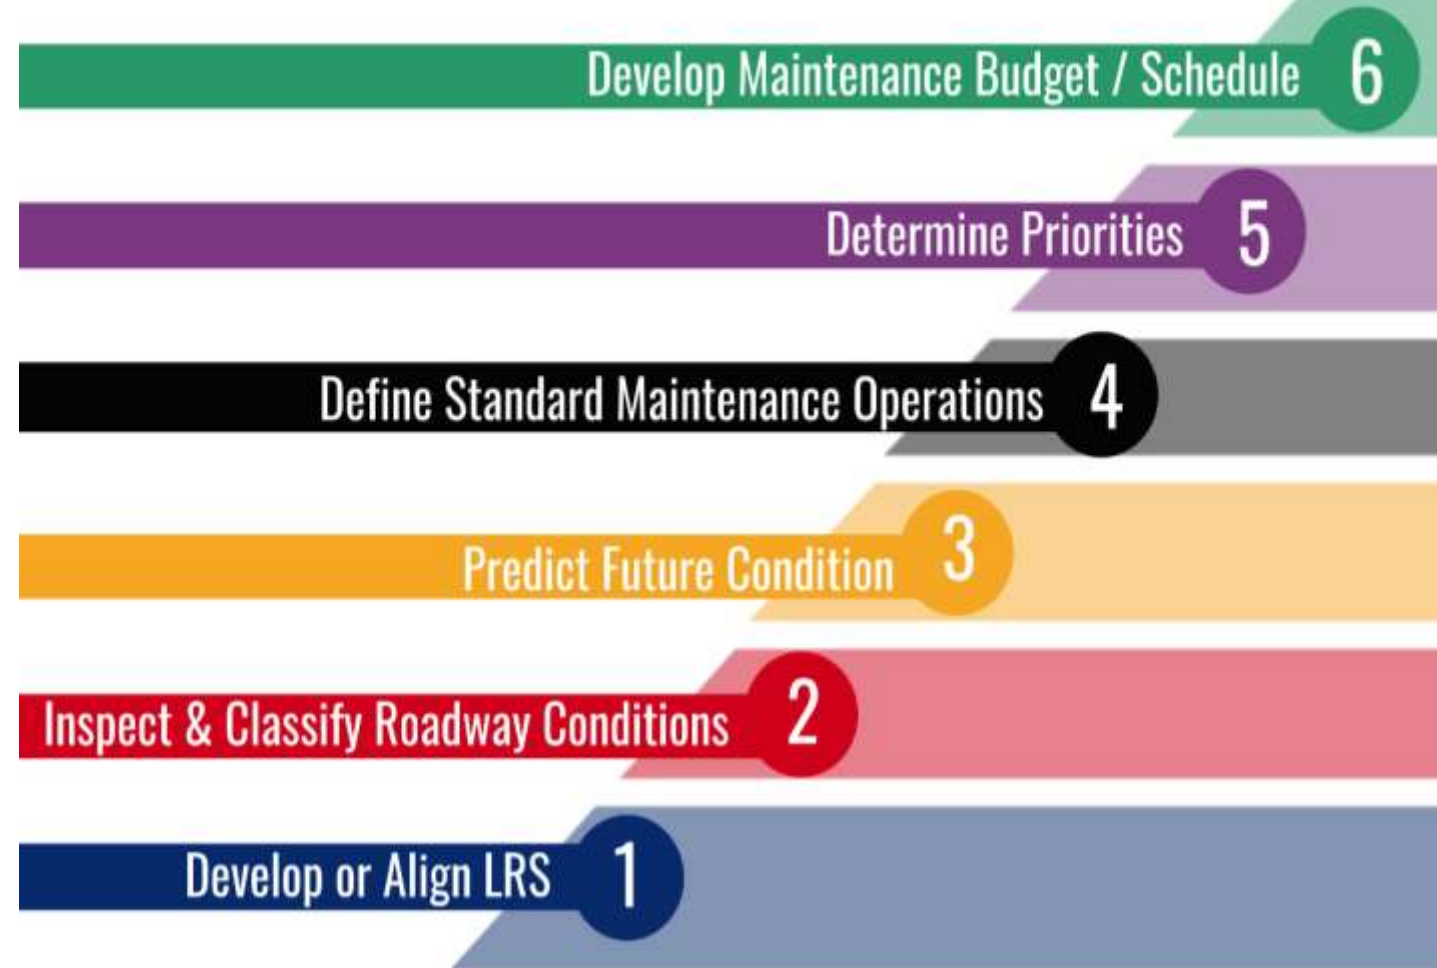 Develop Maintenance Budget / Schedule 6
Determine Priorities 5
Define Standard Maintenance Operations 4
Predict Future Condition 3
Inspect & Classify Roadway Conditions 2
Develop or Align LRS 1